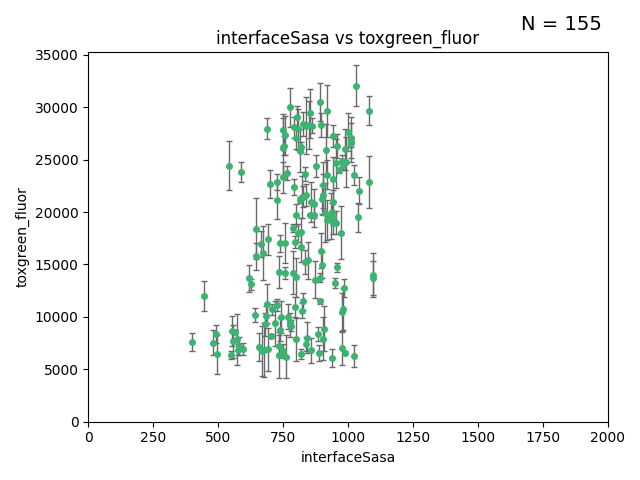 N = 155
interfaceSasa vs toxgreen_fluor
35000
30000
25000
20000
15000
10000
5000
0
toxgreen_fluor
0 250 500 750 1000 1250 1500 1750 2000
interfaceSasa